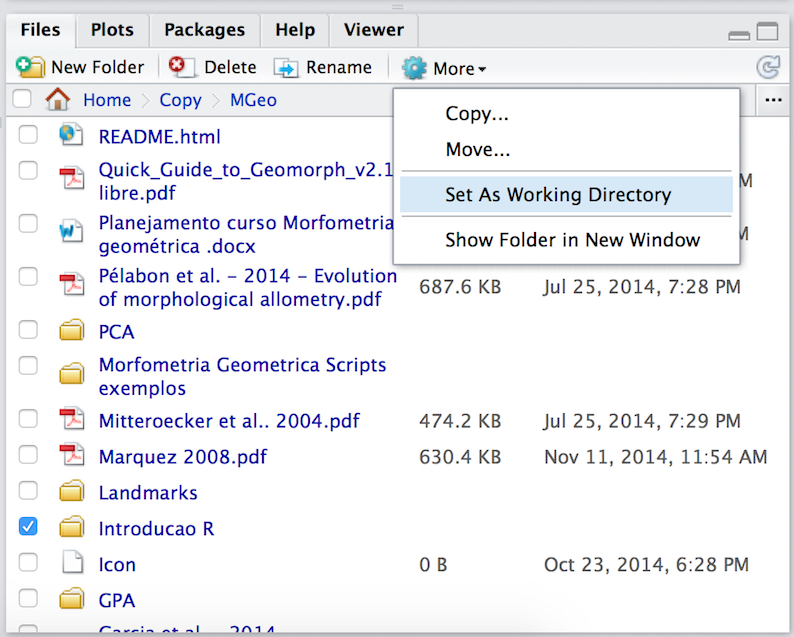 Files Plots Packages Help Viewer
New Folder Delete Rename More
Home Copy MGeo ...
Copy...
Move...
Set As Working Directory
Show Folder in New Window
README.html
Quick_Guide_to_Geomorph_v2.1 M
libre.pdf
Planejamento curso Morfometria M
geométrica .docx
Pélabon et al. – 2014 – Evolution
of morphological allometry.pdf 687.6 KB Jul 25, 2014, 7:28 PM
PCA
Morfometria Geometrica Scripts
exemplos
Mitteroecker et al.. 2004.pdf 474.2 KB Jul 25, 2014, 7:29 PM
Marquez 2008.pdf 630.4 KB Nov 11, 2014, 11:54 AM
Landmarks
Introducao R
Icon 0 B Oct 23, 2014, 6:28 PM
GPA
Garcia et al 2014